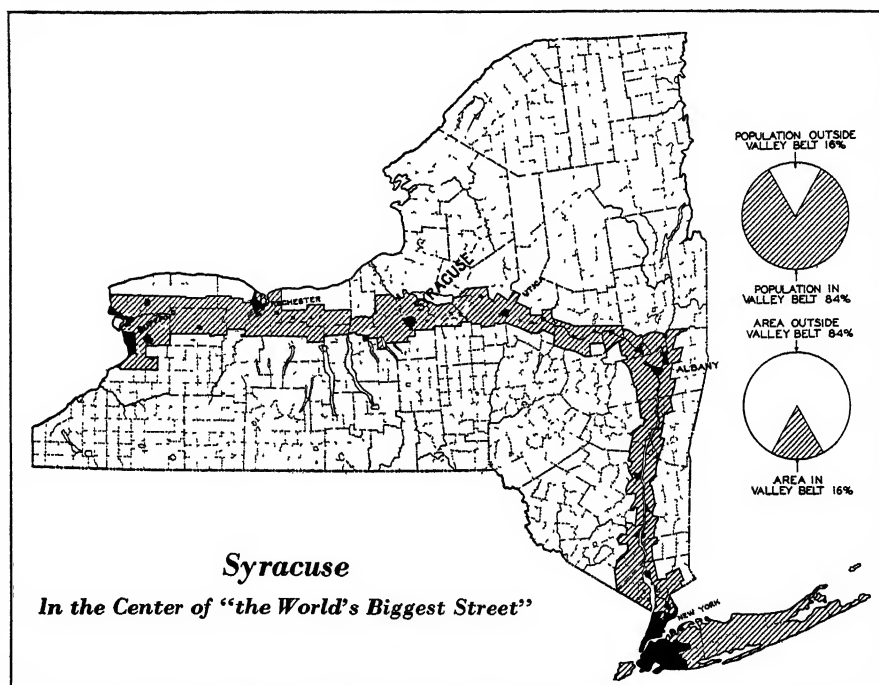 POPULATION OUTSIDE
VALLEY BELT 16%
POPULATION IN
VALLEY BELT 84%
AREA OUTSIDE
VALLEY BELT 84%
AREA IN
VALLEY BELT 16%
BUFFALO
ROCHESTER
SYRACUSE
UTICA
ALBANY
NEW YORK
Syracuse
In the Center of "the World's Biggest Street"